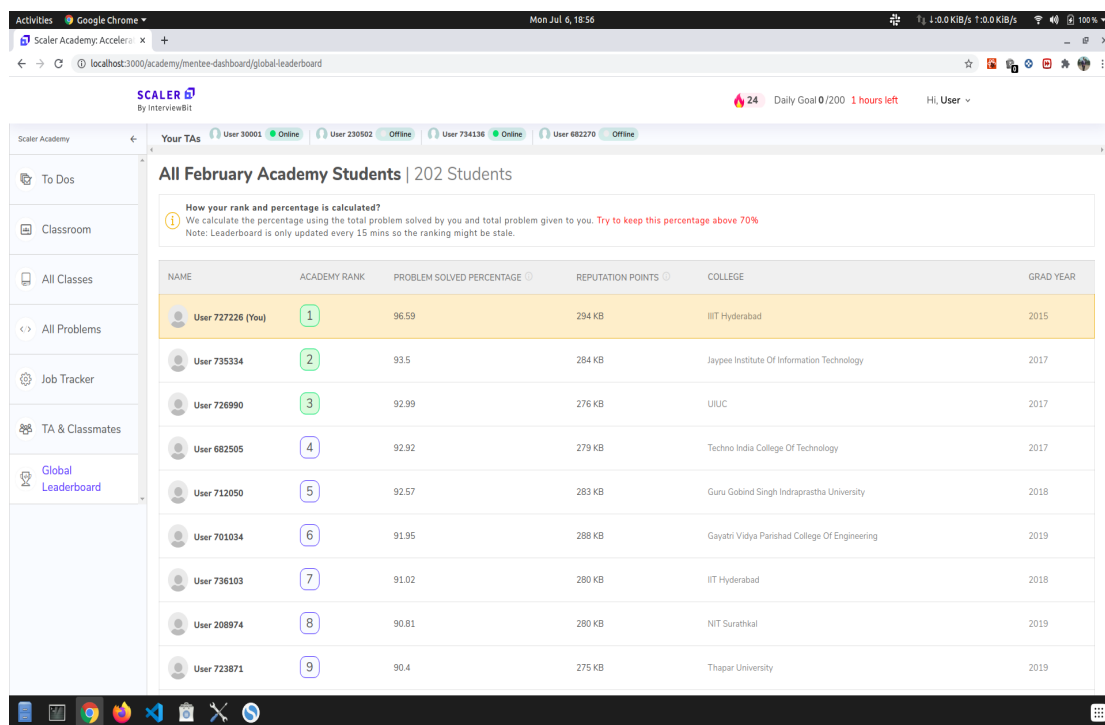 Activities Google Chrome Mon Jul 6, 18:56 ↓:0.0 KiB/s ↑:0.0 KiB/s 100 %
Scaler Academy: Accelera
localhost:3000/academy/mentee-dashboard/global-leaderboard
SCALER
By InterviewBit
24 Daily Goal 0/200 1 hours left Hi, User
Scaler Academy
Your TAs User 30001 Online User 230502 Offline User 734136 Online User 682270 Offline
To Dos
Classroom
All Classes
All Problems
Job Tracker
TA & Classmates
Global
Leaderboard
All February Academy Students | 202 Students
How your rank and percentage is calculated?
We calculate the percentage using the total problem solved by you and total problem given to you. Try to keep this percentage above 70%
Note: Leaderboard is only updated every 15 mins so the ranking might be stale.
NAME ACADEMY RANK PROBLEM SOLVED PERCENTAGE REPUTATION POINTS COLLEGE GRAD YEAR
User 727226 (You) 1 96.59 294 KB IIIT Hyderabad 2015
User 735334 2 93.5 284 KB Jaypee Institute Of Information Technology 2017
User 726990 3 92.99 276 KB UIUC 2017
User 682505 4 92.92 279 KB Techno India College Of Technology 2017
User 712050 5 92.57 283 KB Guru Gobind Singh Indraprastha University 2018
User 701034 6 91.95 288 KB Gayatri Vidya Parishad College Of Engineering 2019
User 736103 7 91.02 280 KB IIT Hyderabad 2018
User 208974 8 90.81 280 KB NIT Surathkal 2019
User 723871 9 90.4 275 KB Thapar University 2019